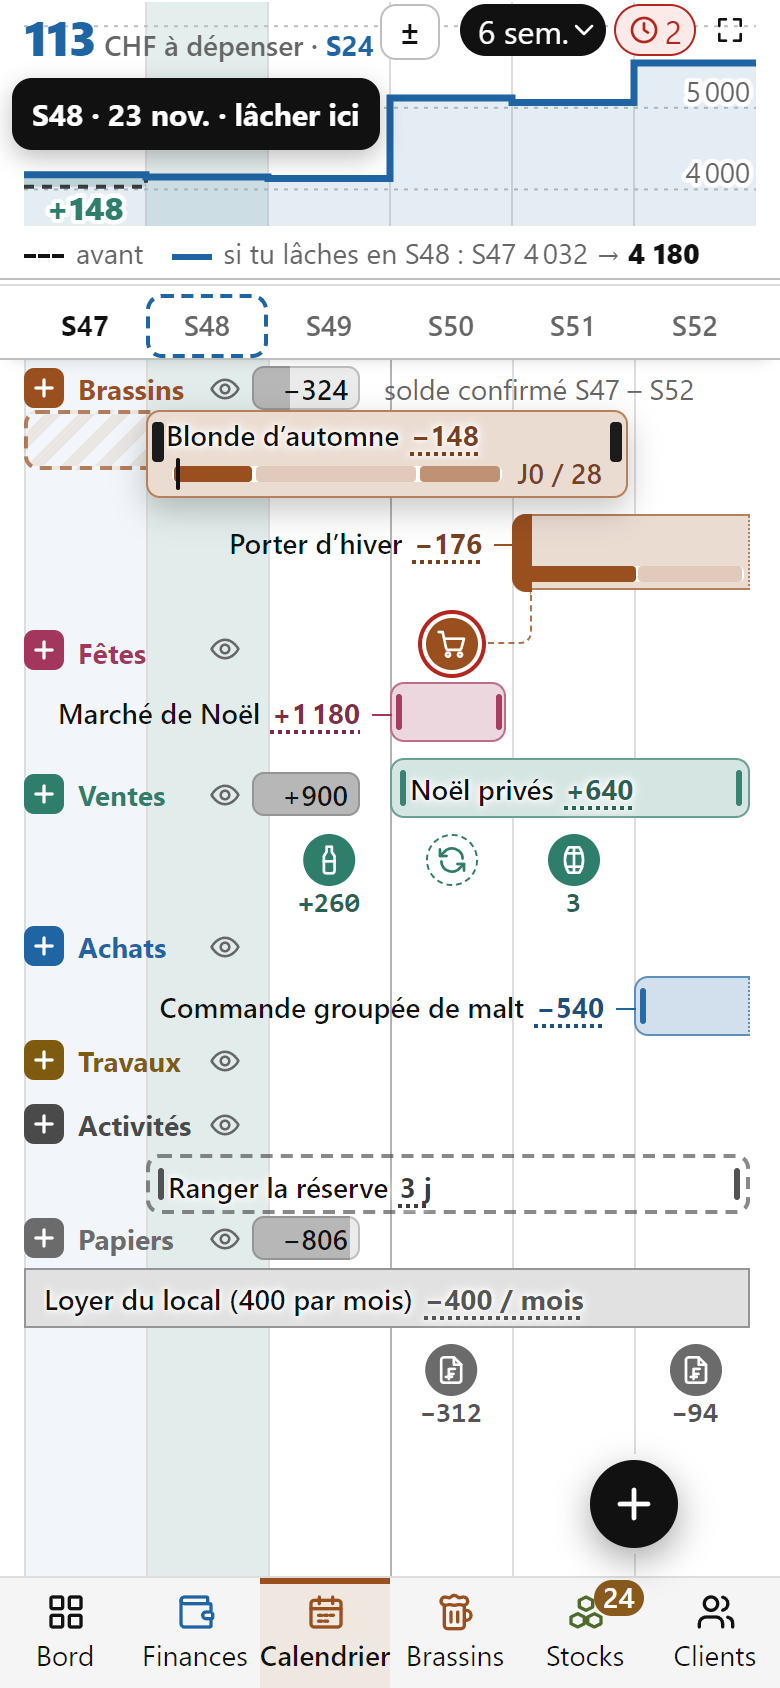 113 CHF à dépenser · S24
±
6 sem.
2
S48 · 23 nov. · lâcher ici
5 000
4 000
+148
avant
si tu lâches en S48 : S47 4 032 → 4 180
S47 S48 S49 S50 S51 S52
Brassins
−324
solde confirmé S47 – S52
Blonde d’automne −148
J0 / 28
Porter d’hiver −176
Fêtes
Marché de Noël +1 180
Ventes
+900
Noël privés +640
+260
3
Achats
Commande groupée de malt −540
Travaux
Activités
Ranger la réserve 3 j
Papiers
−806
Loyer du local (400 par mois) −400 / mois
−312
−94
24
Bord Finances Calendrier Brassins Stocks Clients